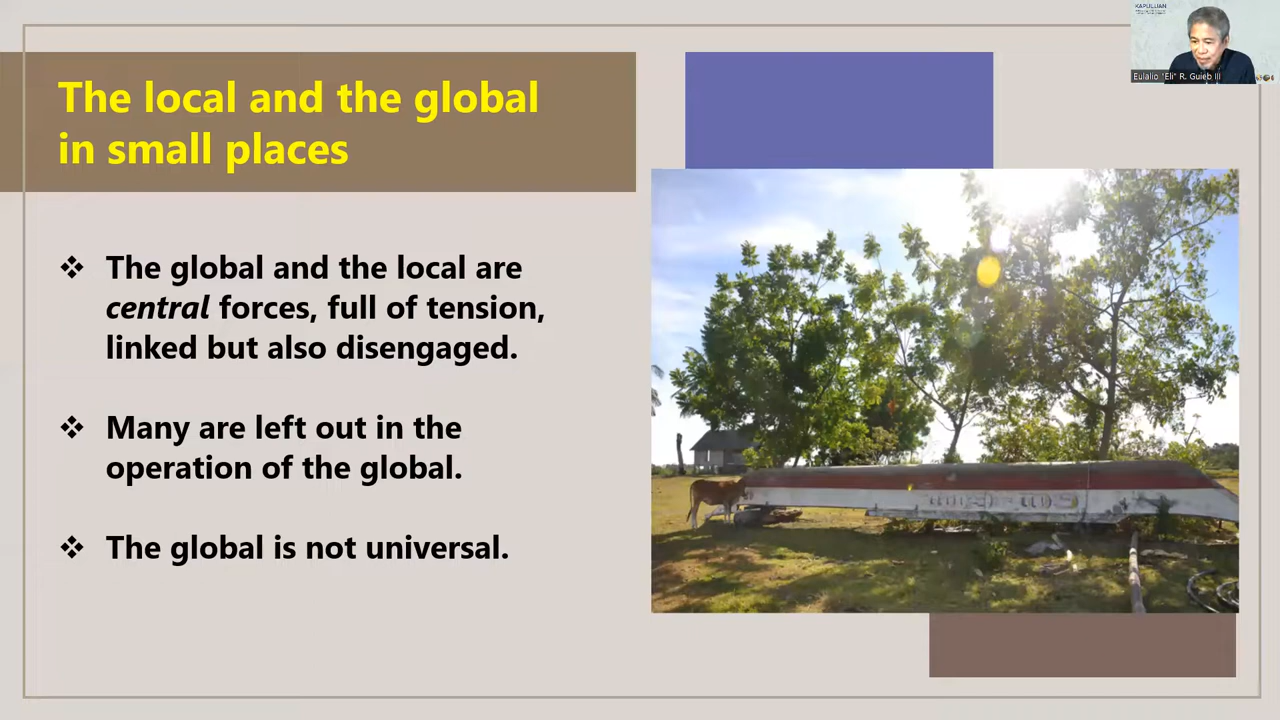 The local and the global
in small places
❖ The global and the local are
central forces, full of tension,
linked but also disengaged.
❖ Many are left out in the
operation of the global.
❖ The global is not universal.
KAPULLIAN
Eulalio "Eli" R. Guieb III